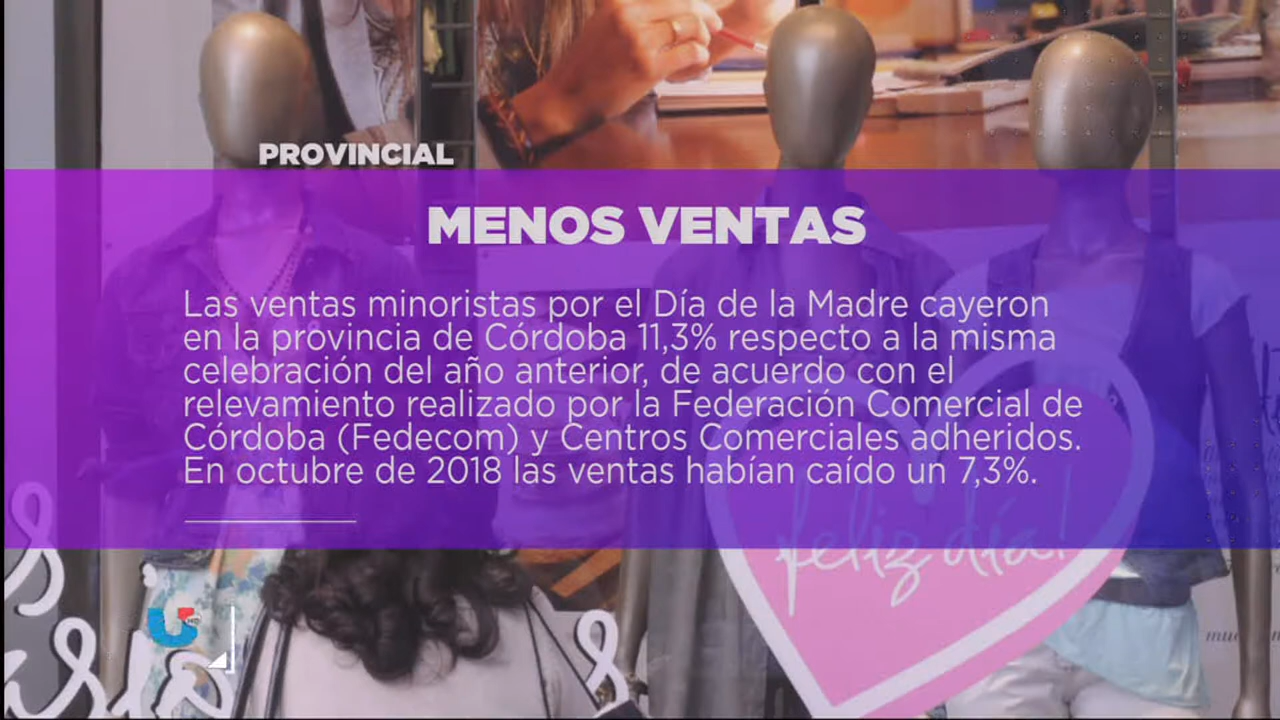 PROVINCIAL
MENOS VENTAS
Las ventas minoristas por el Día de la Madre cayeron
en la provincia de Córdoba 11,3% respecto a la misma
celebración del año anterior, de acuerdo con el
relevamiento realizado por la Federación Comercial de
Córdoba (Fedecom) y Centros Comerciales adheridos.
En octubre de 2018 las ventas habían caído un 7,3%.
feliz día!